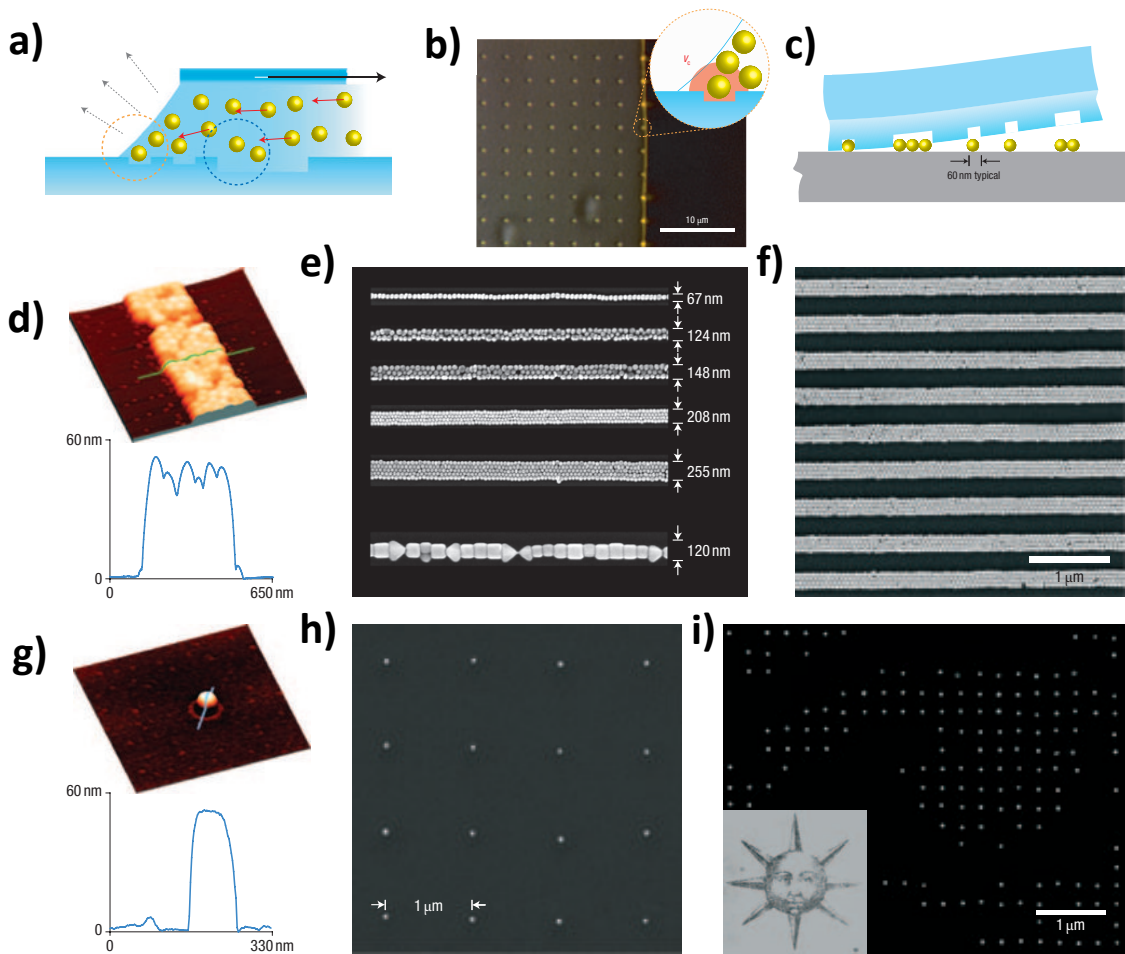 a)
b)
Vc
10 µm
c)
60 nm typical
d)
60 nm
0
0
650 nm
e)
67 nm
124 nm
148 nm
208 nm
255 nm
120 nm
f)
1 µm
g)
60 nm
0
0
330 nm
h)
1 µm
i)
1 µm